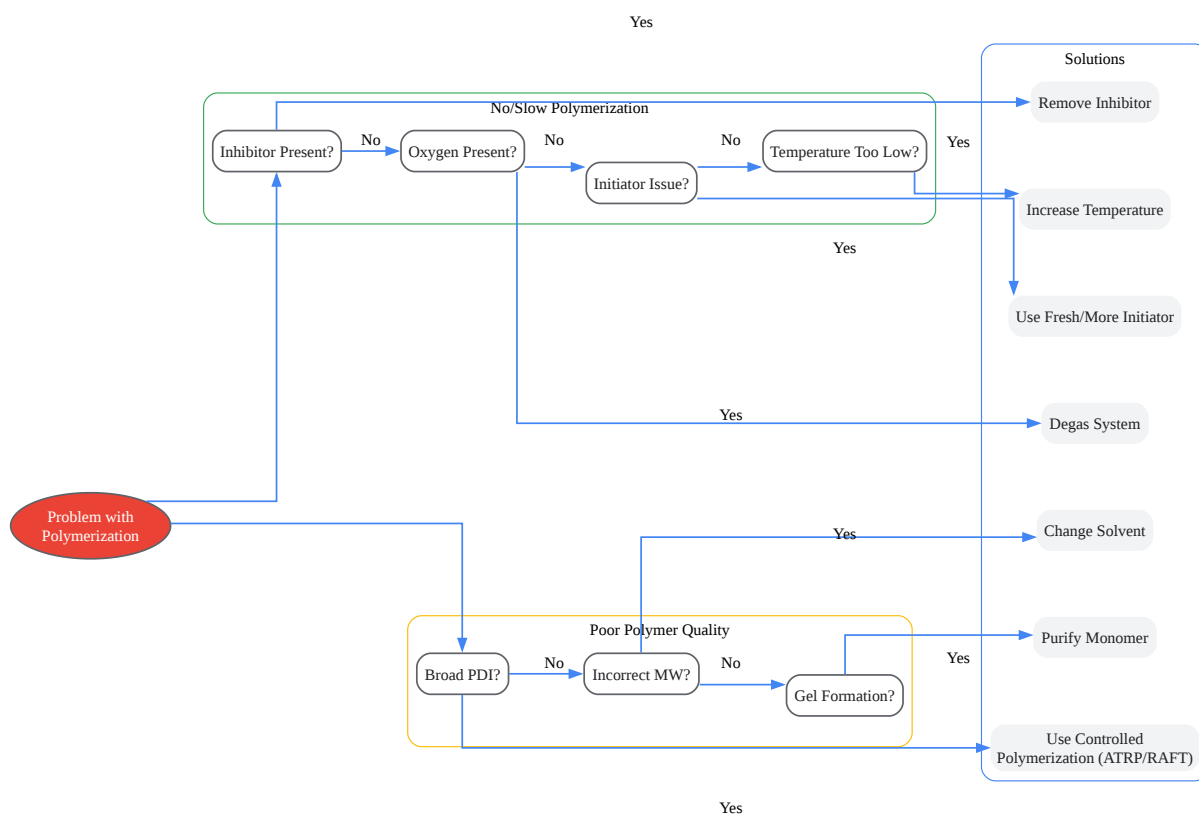 Yes
Solutions
Remove Inhibitor
No/Slow Polymerization
Inhibitor Present?
No
Oxygen Present?
No
Initiator Issue?
No
Temperature Too Low?
Yes
Increase Temperature
Yes
Use Fresh/More Initiator
Yes
Degas System
Problem with
Polymerization
Yes
Change Solvent
Poor Polymer Quality
Broad PDI?
No
Incorrect MW?
No
Gel Formation?
Yes
Purify Monomer
Use Controlled
Polymerization (ATRP/RAFT)
Yes